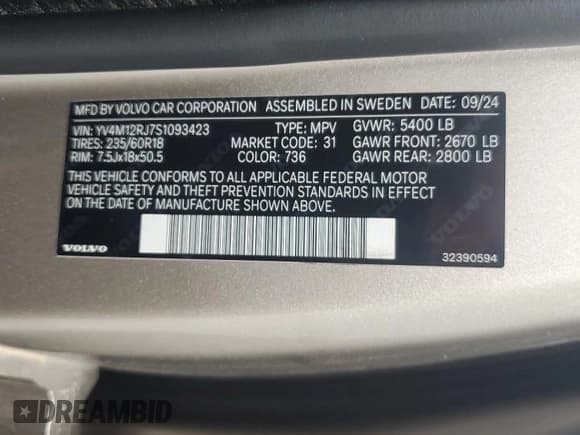 MFD BY VOLVO CAR CORPORATION ASSEMBLED IN SWEDEN DATE: 09/24
VIN: YV4M12RJ7S1093423 TYPE: MPV GVWR: 5400 LB
TIRES: 235/60R18 MARKET CODE: 31 GAWR FRONT: 2670 LB
RIM: 7.5Jx18x50.5 COLOR: 736 GAWR REAR: 2800 LB
THIS VEHICLE CONFORMS TO ALL APPLICABLE FEDERAL MOTOR
VEHICLE SAFETY AND THEFT PREVENTION STANDARDS IN EFFECT
ON THE DATE OF MANUFACTURE SHOWN ABOVE.
VOLVO 32390594
DREAMBID